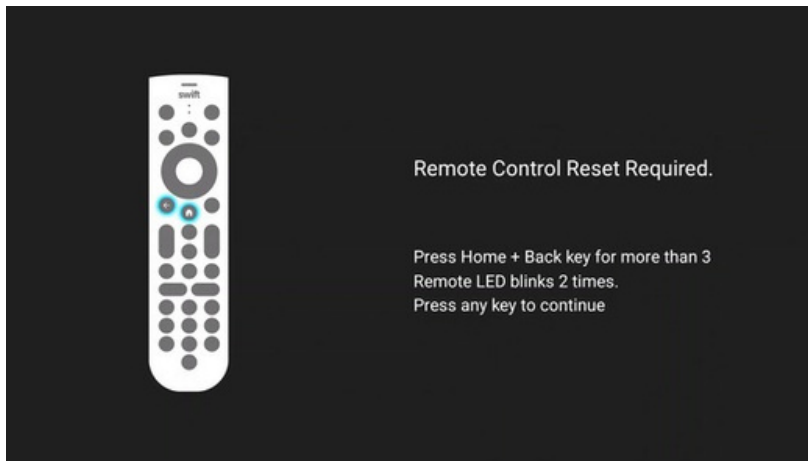 swift
Remote Control Reset Required.
Press Home + Back key for more than 3
Remote LED blinks 2 times.
Press any key to continue